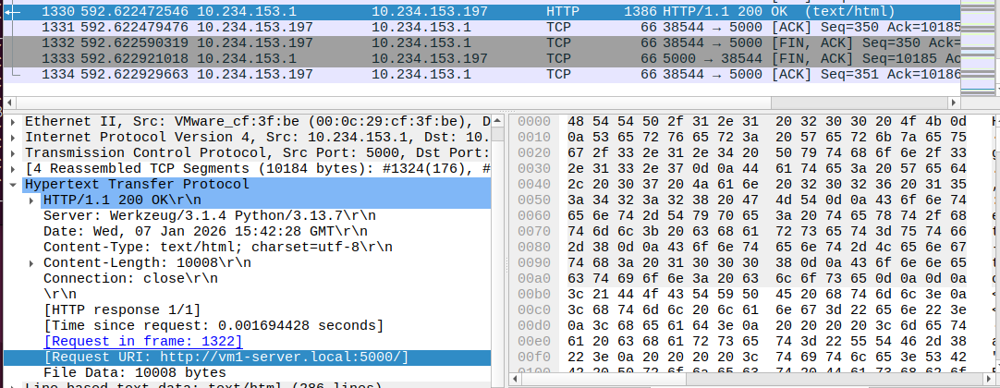 1330 592.622472546 10.234.153.1 10.234.153.197 HTTP 1386 HTTP/1.1 200 OK (text/html)
1331 592.622479476 10.234.153.197 10.234.153.1 TCP 66 38544 → 5000 [ACK] Seq=350 Ack=10185
1332 592.622590319 10.234.153.197 10.234.153.1 TCP 66 38544 → 5000 [FIN, ACK] Seq=350 Ac
1333 592.622921018 10.234.153.1 10.234.153.197 TCP 66 5000 → 38544 [FIN, ACK] Seq=10185 Ac
1334 592.622929663 10.234.153.197 10.234.153.1 TCP 66 38544 → 5000 [ACK] Seq=351 Ack=10186
Ethernet II, Src: VMware_cf:3f:be (00:0c:29:cf:3f:be), D
Internet Protocol Version 4, Src: 10.234.153.1, Dst: 10.
Transmission Control Protocol, Src Port: 5000, Dst Port:
[4 Reassembled TCP Segments (10184 bytes): #1324(176), #
Hypertext Transfer Protocol
HTTP/1.1 200 OK\r\n
Server: Werkzeug/3.1.4 Python/3.13.7\r\n
Date: Wed, 07 Jan 2026 15:42:28 GMT\r\n
Content-Type: text/html; charset=utf-8\r\n
Content-Length: 10008\r\n
Connection: close\r\n
\r\n
[HTTP response 1/1]
[Time since request: 0.001694428 seconds]
[Request in frame: 1322]
[Request URI: http://vm1-server.local:5000/]
File Data: 10008 bytes
Line-based text data: text/html (286 lines)
0000 48 54 54 50 2f 31 2e 31 20 32 30 30 20 4f 4b 0d
0010 0a 53 65 72 76 65 72 3a 20 57 65 72 6b 7a 65 75
0020 67 2f 33 2e 31 2e 34 20 50 79 74 68 6f 6e 2f 33
0030 2e 31 33 2e 37 0d 0a 44 61 74 65 3a 20 57 65 64
0040 2c 20 30 37 20 4a 61 6e 20 32 30 32 36 20 31 35
0050 3a 34 32 3a 32 38 20 47 4d 54 0d 0a 43 6f 6e 74
0060 65 6e 74 2d 54 79 70 65 3a 20 74 65 78 74 2f 68
0070 74 6d 6c 3b 20 63 68 61 72 73 65 74 3d 75 74 66
0080 2d 38 0d 0a 43 6f 6e 74 65 6e 74 2d 4c 65 6e 67
0090 74 68 3a 20 31 30 30 30 38 0d 0a 43 6f 6e 6e 65
00a0 63 74 69 6f 6e 3a 20 63 6c 6f 73 65 0d 0a 0d 0a
00b0 3c 21 44 4f 43 54 59 50 45 20 68 74 6d 6c 3e 0a
00c0 3c 68 74 6d 6c 20 6c 61 6e 67 3d 22 65 6e 22 3e
00d0 0a 3c 68 65 61 64 3e 0a 20 20 20 20 3c 6d 65 74
00e0 61 20 63 68 61 72 73 65 74 3d 22 55 54 46 2d 38
00f0 22 3e 0a 20 20 20 20 3c 74 69 74 6c 65 3e 53 42
0100 42 20 50 72 6f 6a 65 63 74 20 44 61 73 68 62 6f